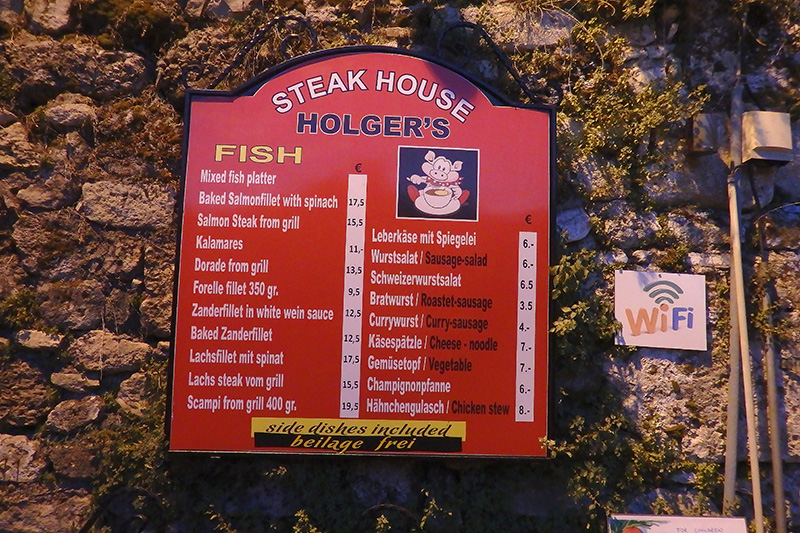 STEAK HOUSE
HOLGER'S
FISH
€
Mixed fish platter
Baked Salmonfillet with spinach 17,5
Salmon Steak from grill 15,5
Kalamares 11,-
Dorade from grill 13,5
Forelle fillet 350 gr. 9,5
Zanderfillet in white wein sauce 12,5
Baked Zanderfillet 12,5
Lachsfillet mit spinat 17,5
Lachs steak vom grill 15,5
Scampi from grill 400 gr. 19,5
€
Leberkäse mit Spiegelei 6.-
Wurstsalat / Sausage-salad 6.-
Schweizerwurstsalat 6.5
Bratwurst / Roastet-sausage 3.5
Currywurst / Curry-sausage 4.-
Käsespätzle / Cheese - noodle 7.-
Gemüsetopf / Vegetable 7.-
Champignonpfanne 6.-
Hähnchengulasch / Chicken stew 8.-
side dishes included
beilage frei
WiFi
FOR CHILDREN